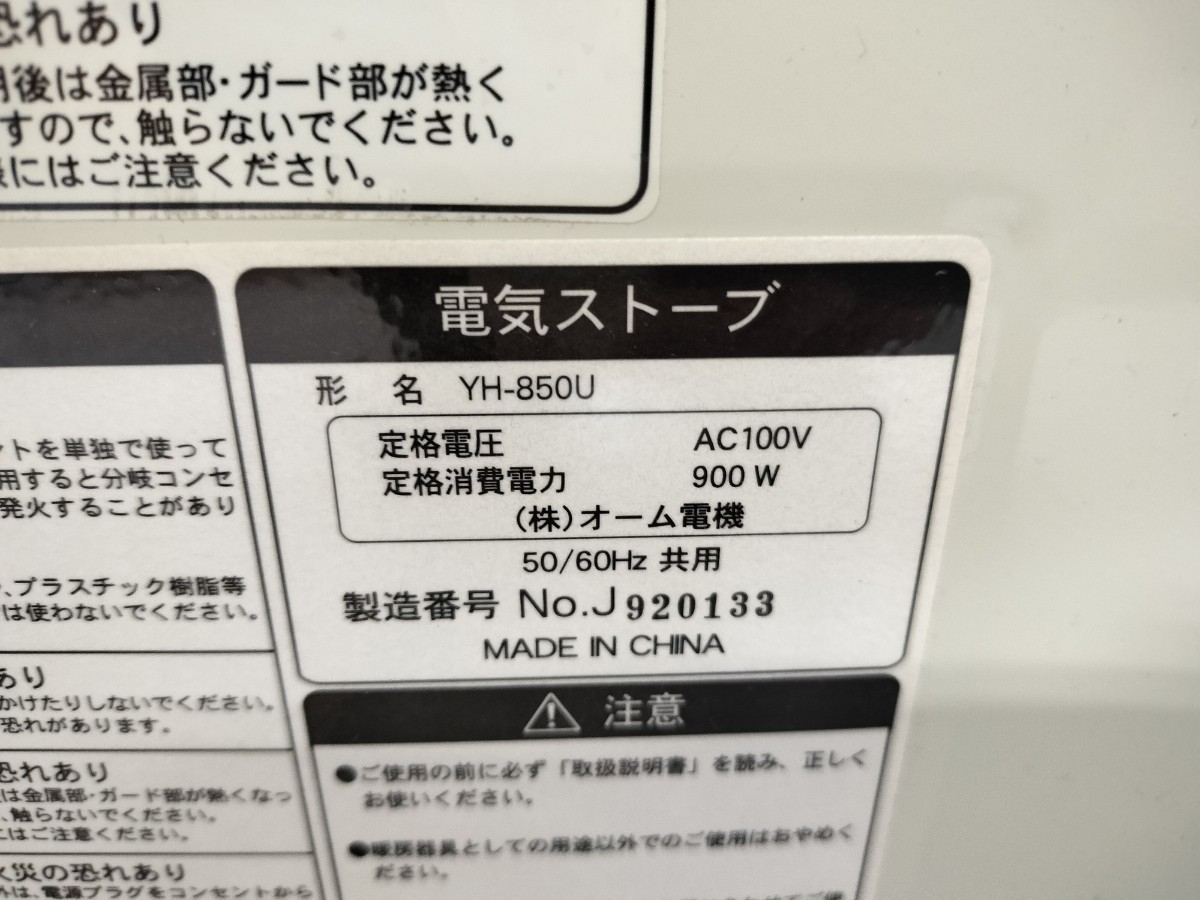 恐れあり
用後は金属部・ガード部が熱く
すので、触らないでください。
にはご注意ください。
電気ストーブ
形 名 YH-850U
定格電圧 AC100V
定格消費電力 900 W
(株)オーム電機
50/60Hz 共用
製造番号 No.J920133
MADE IN CHINA
ントを単独で使って
用すると分岐コンセ
発火することがあり
、プラスチック樹脂等
は使わないでください。
あり
かけたりしないでください。
恐れがあります。
恐れあり
は金属部・ガード部が熱くなっ
、触らないでください。
にはご注意ください。
火災の恐れあり
外は、電源プラグをコンセントから
注意
●ご使用の前に必ず「取扱説明書」を読み、正しく
お使いください。
●暖房器具としての用途以外でのご使用はおやめく
ださい。